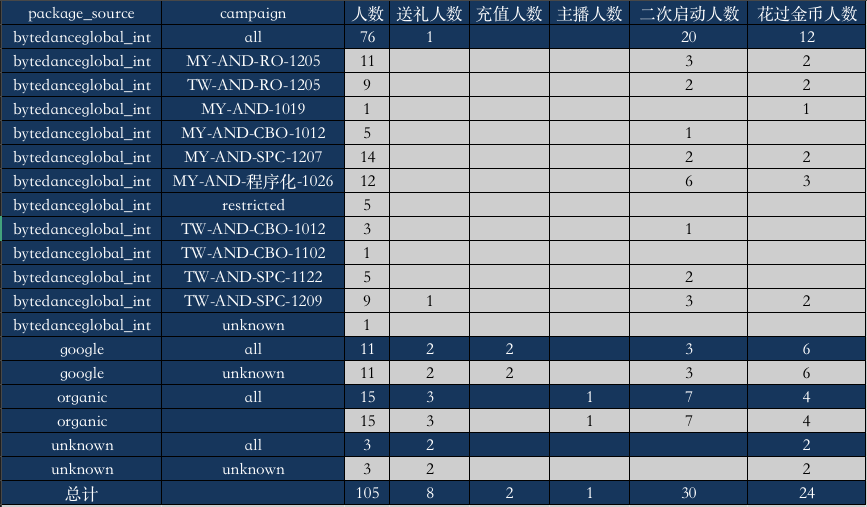 package_source campaign 人数 送礼人数 充值人数 主播人数 二次启动人数 花过金币人数
bytedanceglobal_int all 76 1 20 12
bytedanceglobal_int MY-AND-RO-1205 11 3 2
bytedanceglobal_int TW-AND-RO-1205 9 2 2
bytedanceglobal_int MY-AND-1019 1 1
bytedanceglobal_int MY-AND-CBO-1012 5 1
bytedanceglobal_int MY-AND-SPC-1207 14 2 2
bytedanceglobal_int MY-AND-程序化-1026 12 6 3
bytedanceglobal_int restricted 5
bytedanceglobal_int TW-AND-CBO-1012 3 1
bytedanceglobal_int TW-AND-CBO-1102 1
bytedanceglobal_int TW-AND-SPC-1122 5 2
bytedanceglobal_int TW-AND-SPC-1209 9 1 3 2
bytedanceglobal_int unknown 1
google all 11 2 2 3 6
google unknown 11 2 2 3 6
organic all 15 3 1 7 4
organic 15 3 1 7 4
unknown all 3 2 2
unknown unknown 3 2 2
总计 105 8 2 1 30 24